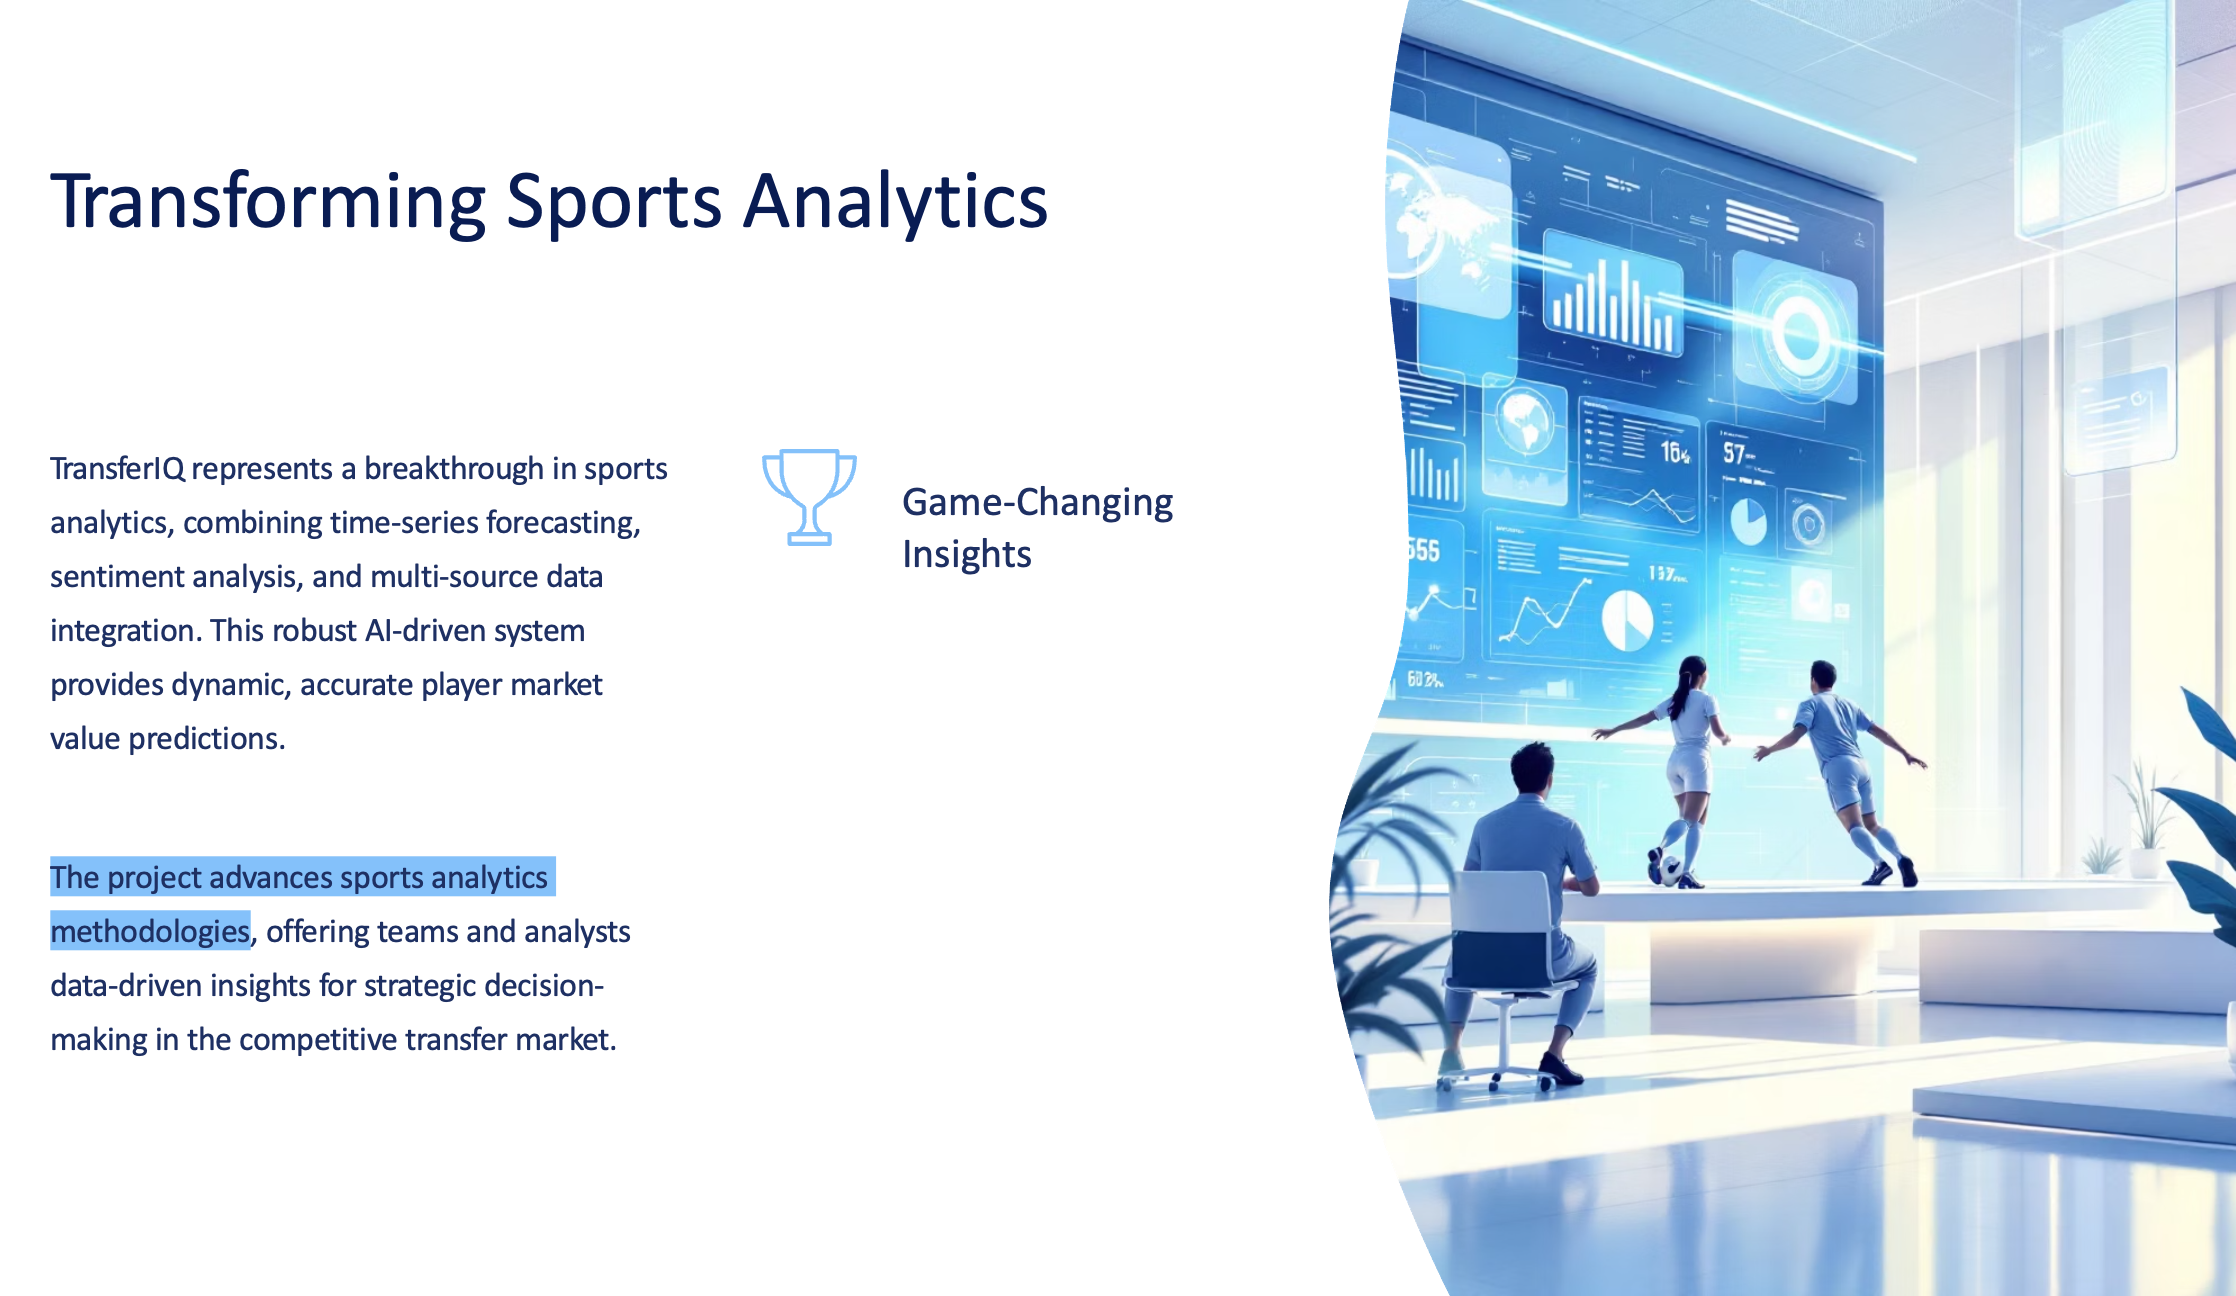 Transforming Sports Analytics
TransferIQ represents a breakthrough in sports
analytics, combining time-series forecasting,
sentiment analysis, and multi-source data
integration. This robust AI-driven system
provides dynamic, accurate player market
value predictions.
The project advances sports analytics
methodologies, offering teams and analysts
data-driven insights for strategic decision-
making in the competitive transfer market.
Game-Changing
Insights